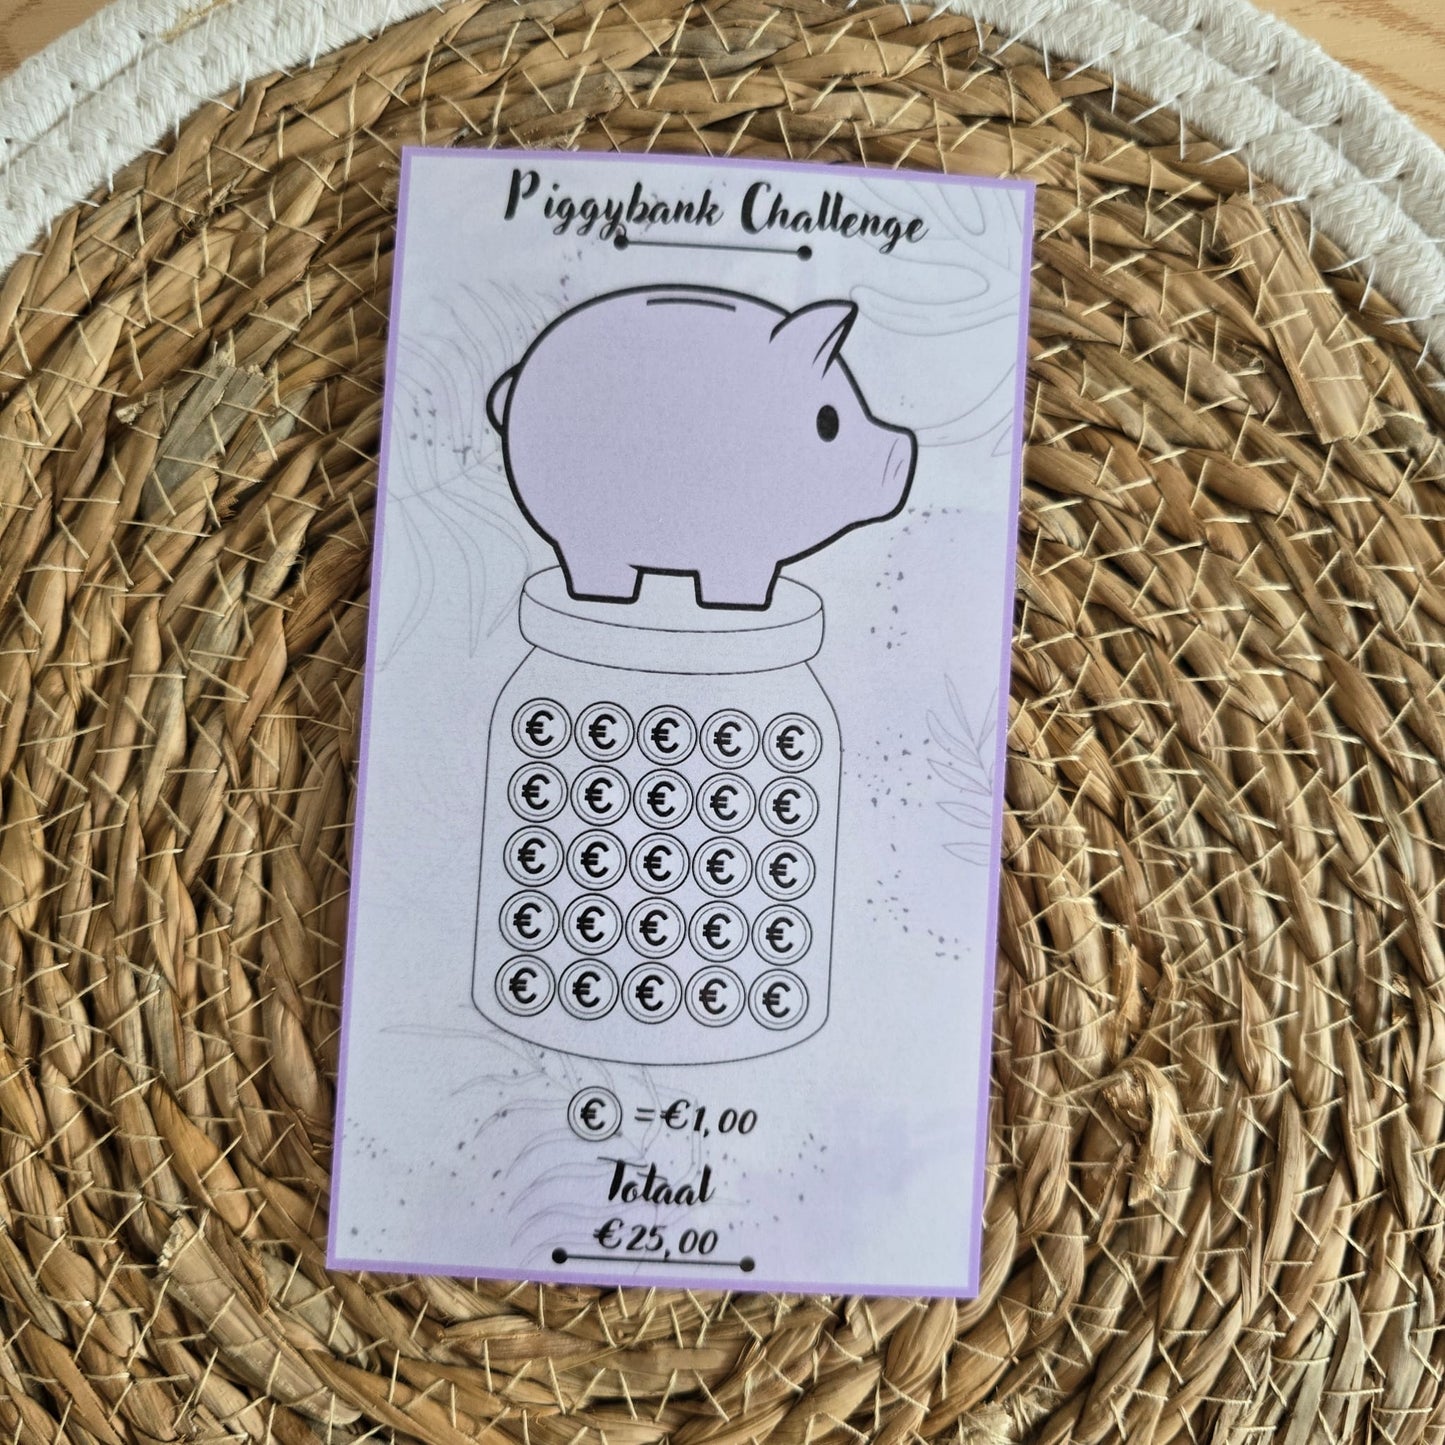 Piggybank Challenge
€ € € € €
€ € € € €
€ € € € €
€ € € € €
€ € € € €
€ = €1,00
Totaal
€25,00